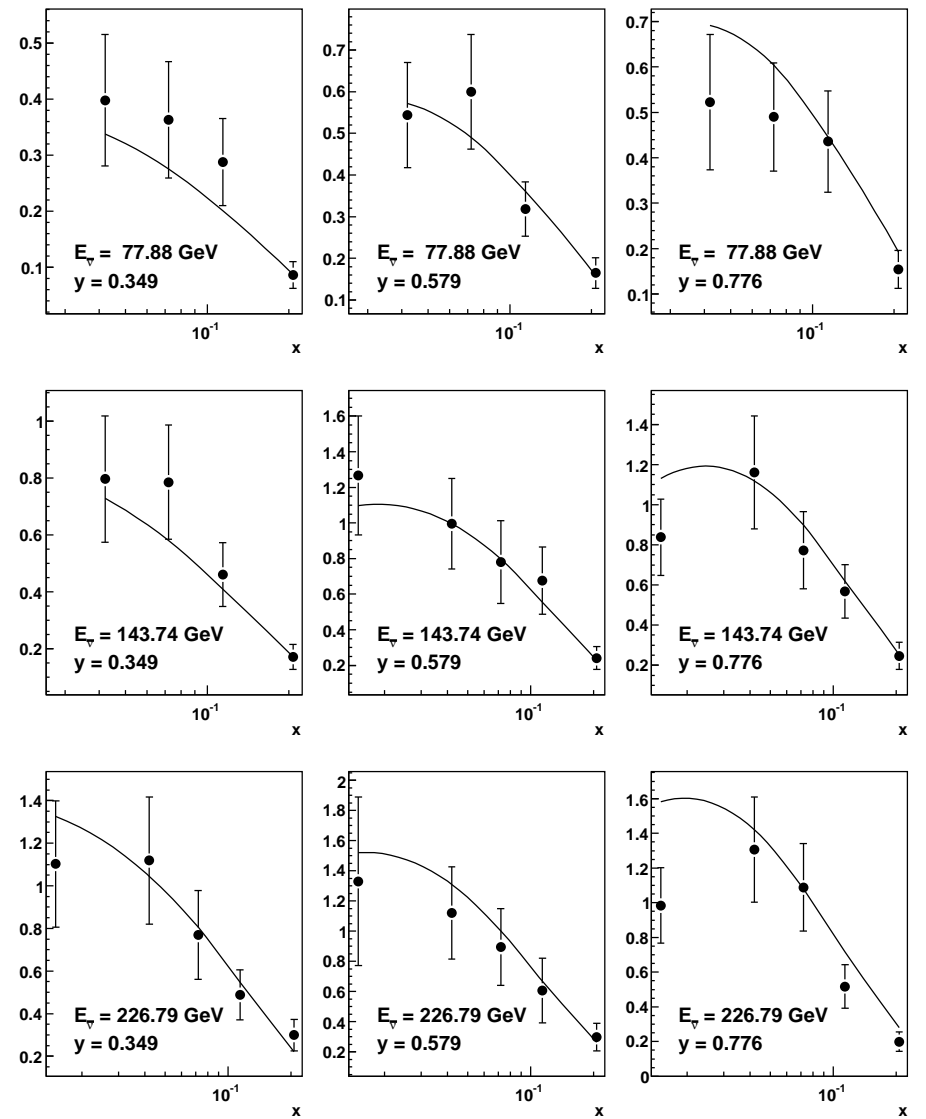 0.5
0.4
0.3
0.2
0.1
E_ν̄ = 77.88 GeV
y = 0.349
10⁻¹
x
0.7
0.6
0.5
0.4
0.3
0.2
0.1
E_ν̄ = 77.88 GeV
y = 0.579
10⁻¹
x
0.7
0.6
0.5
0.4
0.3
0.2
0.1
E_ν̄ = 77.88 GeV
y = 0.776
10⁻¹
x
1
0.8
0.6
0.4
0.2
E_ν̄ = 143.74 GeV
y = 0.349
10⁻¹
x
1.6
1.4
1.2
1
0.8
0.6
0.4
0.2
E_ν̄ = 143.74 GeV
y = 0.579
10⁻¹
x
1.4
1.2
1
0.8
0.6
0.4
0.2
E_ν̄ = 143.74 GeV
y = 0.776
10⁻¹
x
1.4
1.2
1
0.8
0.6
0.4
0.2
E_ν̄ = 226.79 GeV
y = 0.349
10⁻¹
x
2
1.8
1.6
1.4
1.2
1
0.8
0.6
0.4
0.2
E_ν̄ = 226.79 GeV
y = 0.579
10⁻¹
x
1.6
1.4
1.2
1
0.8
0.6
0.4
0.2
0
E_ν̄ = 226.79 GeV
y = 0.776
10⁻¹
x